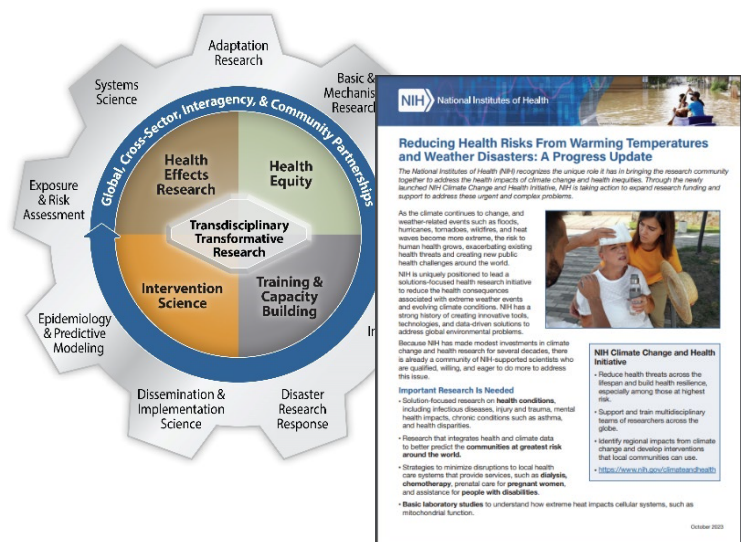 Adaptation
Research
Systems
Science
Basic &
Mechanis
Research
Global, Cross-Sector, Interagency, & Community Partnerships
Health
Effects
Research
Health
Equity
Exposure
& Risk
Assessment
Transdisciplinary
Transformative
Research
Intervention
Science
Training &
Capacity
Building
Epidemiology
& Predictive
Modeling
In
Dissemination &
Implementation
Science
Disaster
Research
Response
NIH National Institutes of Health
Reducing Health Risks From Warming Temperatures
and Weather Disasters: A Progress Update
The National Institutes of Health (NIH) recognizes the unique role it has in bringing the research community
together to address the health impacts of climate change and health inequities. Through the newly
launched NIH Climate Change and Health Initiative, NIH is taking action to expand research funding and
support to address these urgent and complex problems.
As the climate continues to change, and
weather-related events such as floods,
hurricanes, tornadoes, wildfires, and heat
waves become more extreme, the risk to
human health grows, exacerbating existing
health threats and creating new public
health challenges around the world.
NIH is uniquely positioned to lead a
solutions-focused health research initiative
to reduce the health consequences
associated with extreme weather events
and evolving climate conditions. NIH has a
strong history of creating innovative tools,
technologies, and data-driven solutions to
address global environmental problems.
Because NIH has made modest investments in climate
change and health research for several decades, there
is already a community of NIH-supported scientists who
are qualified, willing, and eager to do more to address
this issue.
Important Research Is Needed
• Solution-focused research on health conditions,
including infectious diseases, injury and trauma, mental
health impacts, chronic conditions such as asthma,
and health disparities.
• Research that integrates health and climate data
to better predict the communities at greatest risk
around the world.
• Strategies to minimize disruptions to local health
care systems that provide services, such as dialysis,
chemotherapy, prenatal care for pregnant women,
and assistance for people with disabilities.
• Basic laboratory studies to understand how extreme heat impacts cellular systems, such as
mitochondrial function.
NIH Climate Change and Health
Initiative
• Reduce health threats across the
lifespan and build health resilience,
especially among those at highest
risk.
• Support and train multidisciplinary
teams of researchers across the
globe.
• Identify regional impacts from climate
change and develop interventions
that local communities can use.
• https://www.nih.gov/climateandhealth
October 2023